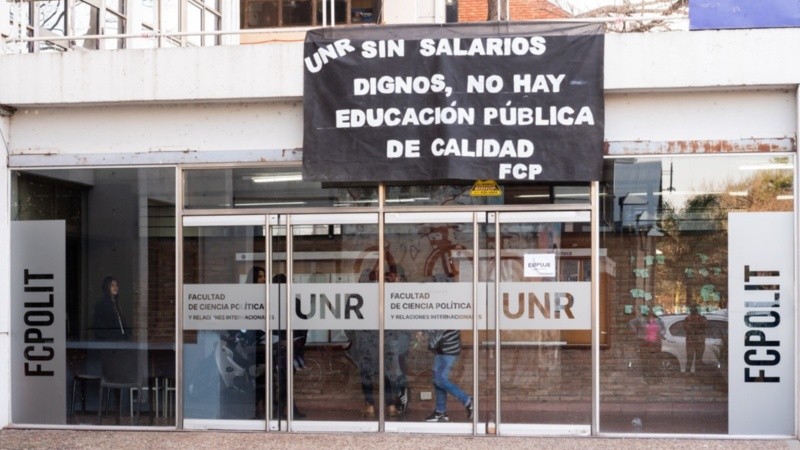 UNR SIN SALARIOS
DIGNOS, NO HAY
EDUCACIÓN PÚBLICA
DE CALIDAD
FCP
FCPOLIT
FACULTAD
DE CIENCIA POLÍTICA
Y RELACIONES INTERNACIONALES
UNR
FACULTAD
DE CIENCIA POLÍTICA
Y RELACIONES INTERNACIONALES
UNR
EMPUJE
FCPOLIT